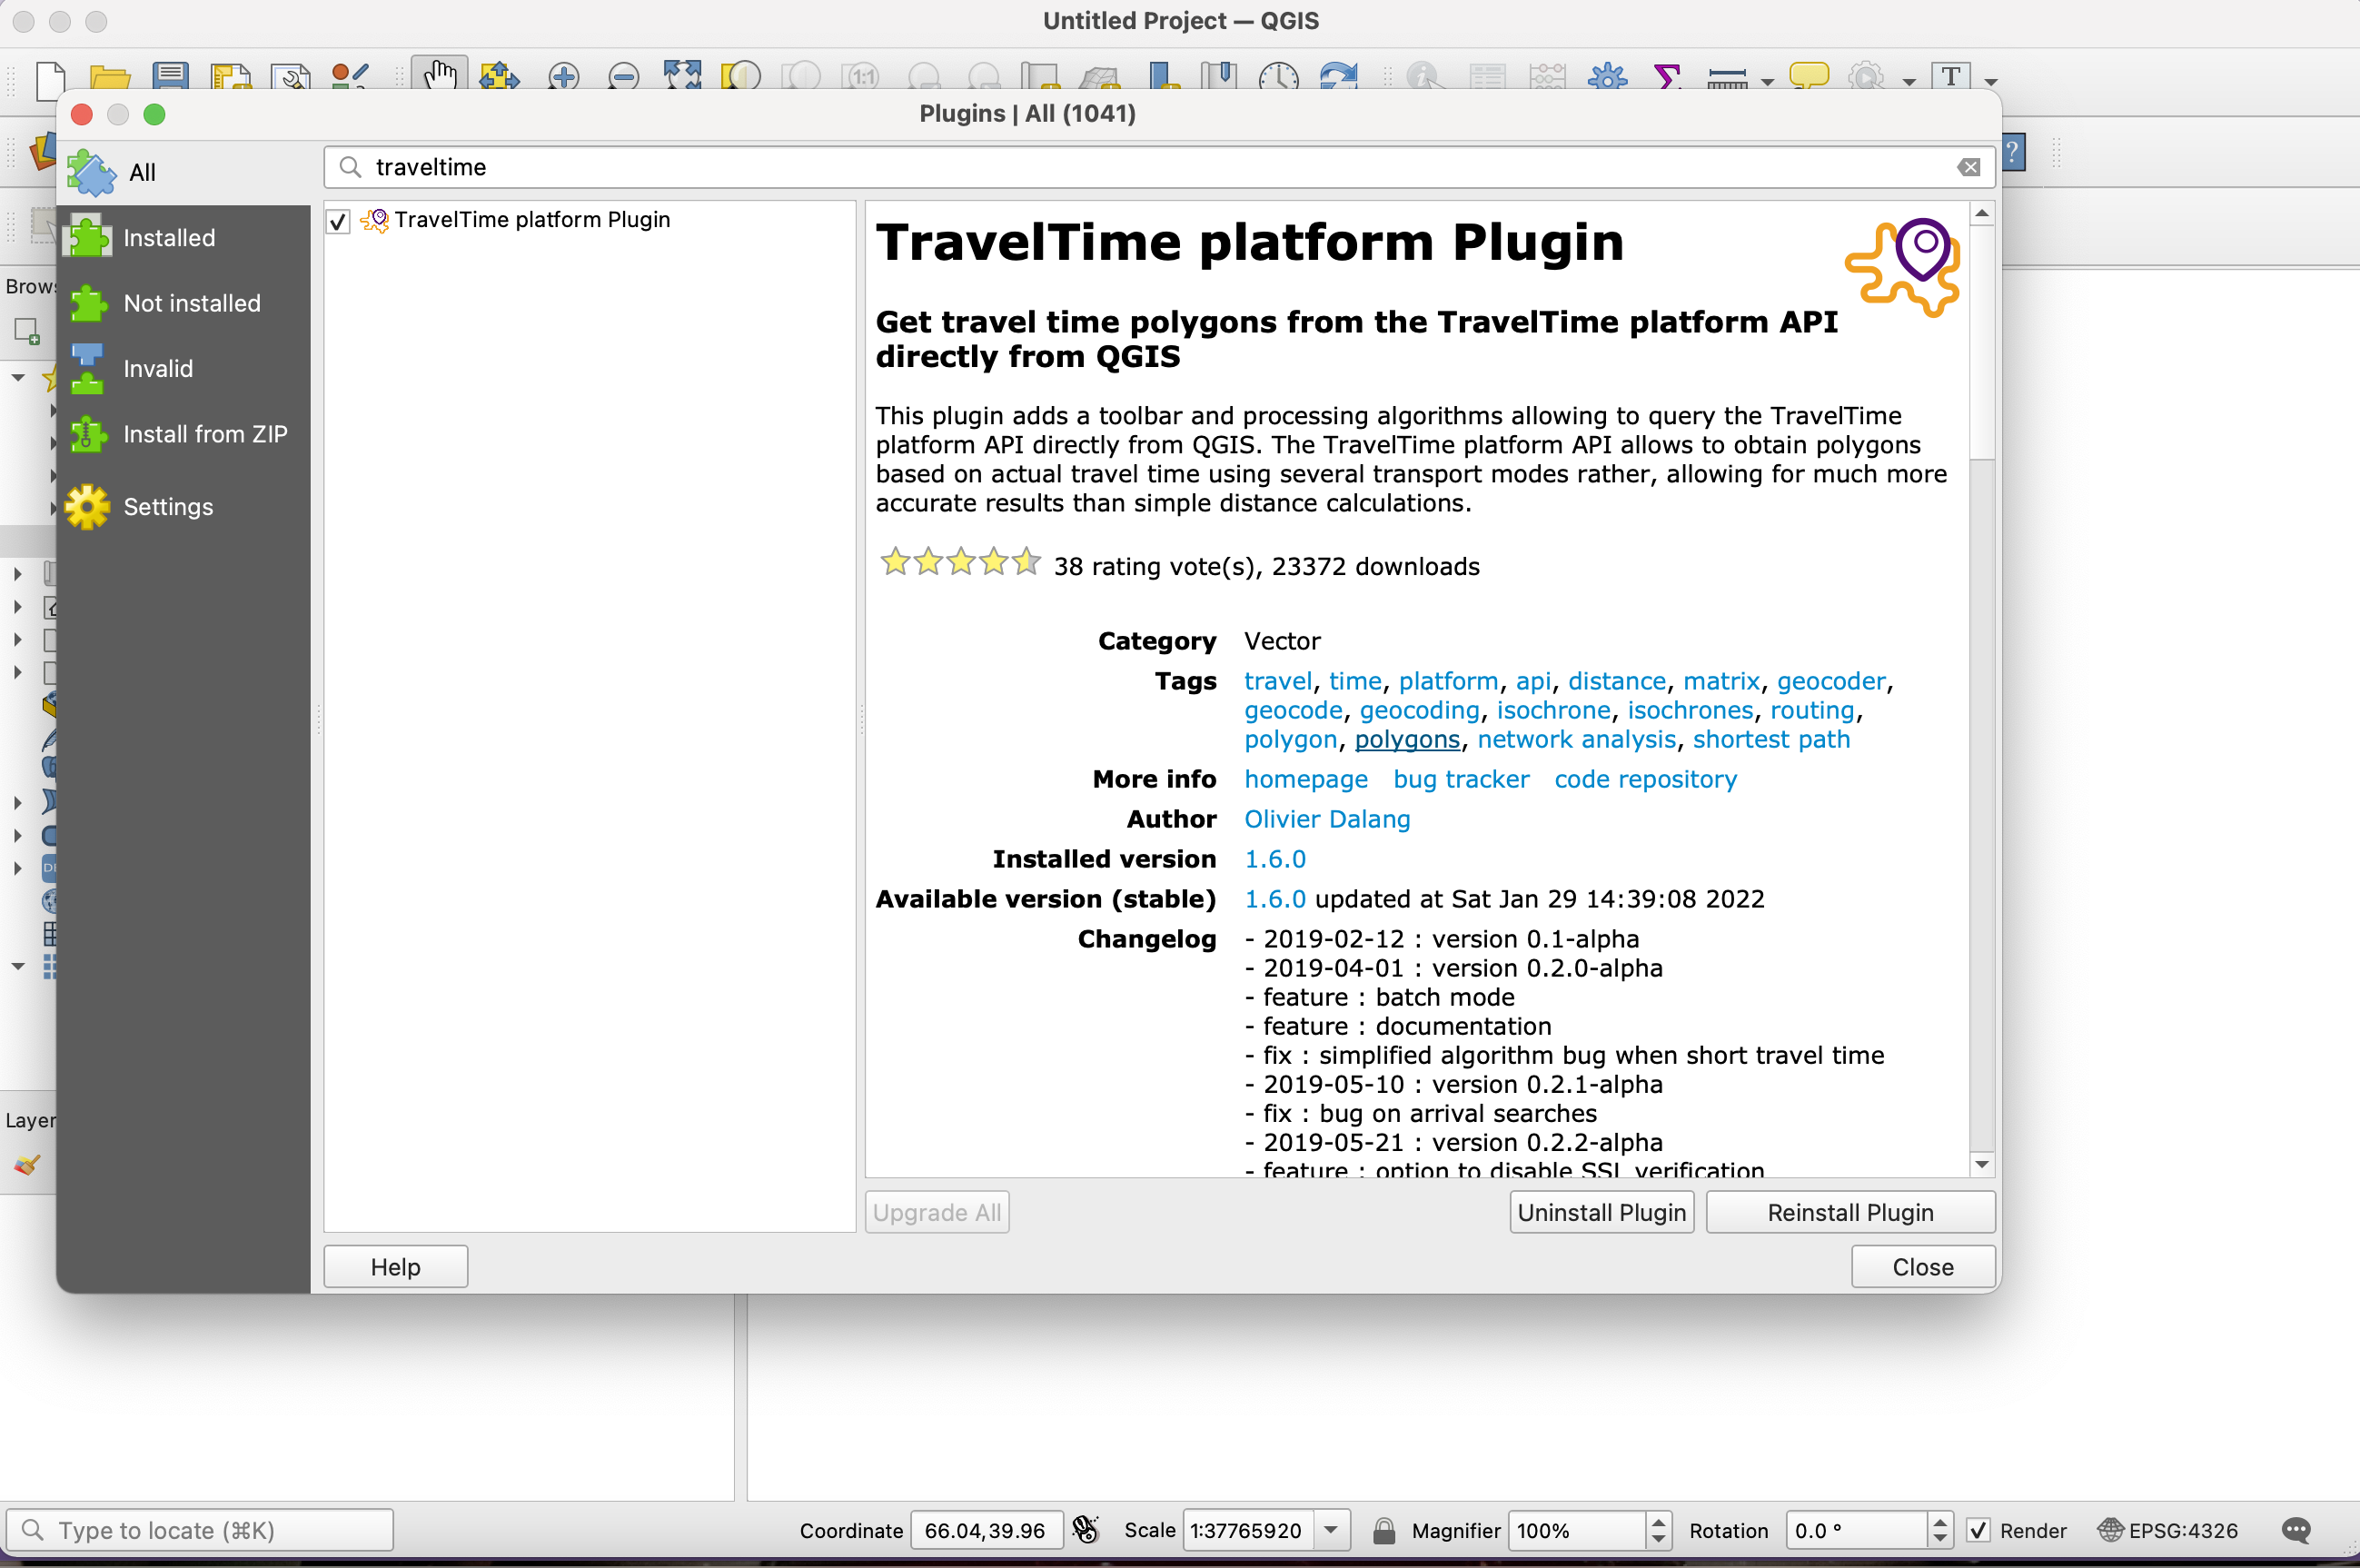 Untitled Project — QGIS
Plugins | All (1041)
All
traveltime
Installed
Not installed
Invalid
Install from ZIP
Settings
TravelTime platform Plugin
TravelTime platform Plugin
Get travel time polygons from the TravelTime platform API
directly from QGIS
This plugin adds a toolbar and processing algorithms allowing to query the TravelTime
platform API directly from QGIS. The TravelTime platform API allows to obtain polygons
based on actual travel time using several transport modes rather, allowing for much more
accurate results than simple distance calculations.
38 rating vote(s), 23372 downloads
Category Vector
Tags travel, time, platform, api, distance, matrix, geocoder,
geocode, geocoding, isochrone, isochrones, routing,
polygon, polygons, network analysis, shortest path
More info homepage bug tracker code repository
Author Olivier Dalang
Installed version 1.6.0
Available version (stable) 1.6.0 updated at Sat Jan 29 14:39:08 2022
Changelog - 2019-02-12 : version 0.1-alpha
- 2019-04-01 : version 0.2.0-alpha
- feature : batch mode
- feature : documentation
- fix : simplified algorithm bug when short travel time
- 2019-05-10 : version 0.2.1-alpha
- fix : bug on arrival searches
- 2019-05-21 : version 0.2.2-alpha
- feature : option to disable SSL verification
Upgrade All
Uninstall Plugin
Reinstall Plugin
Help
Close
Type to locate (⌘K)
Coordinate 66.04,39.96
Scale 1:37765920
Magnifier 100%
Rotation 0.0 °
Render
EPSG:4326